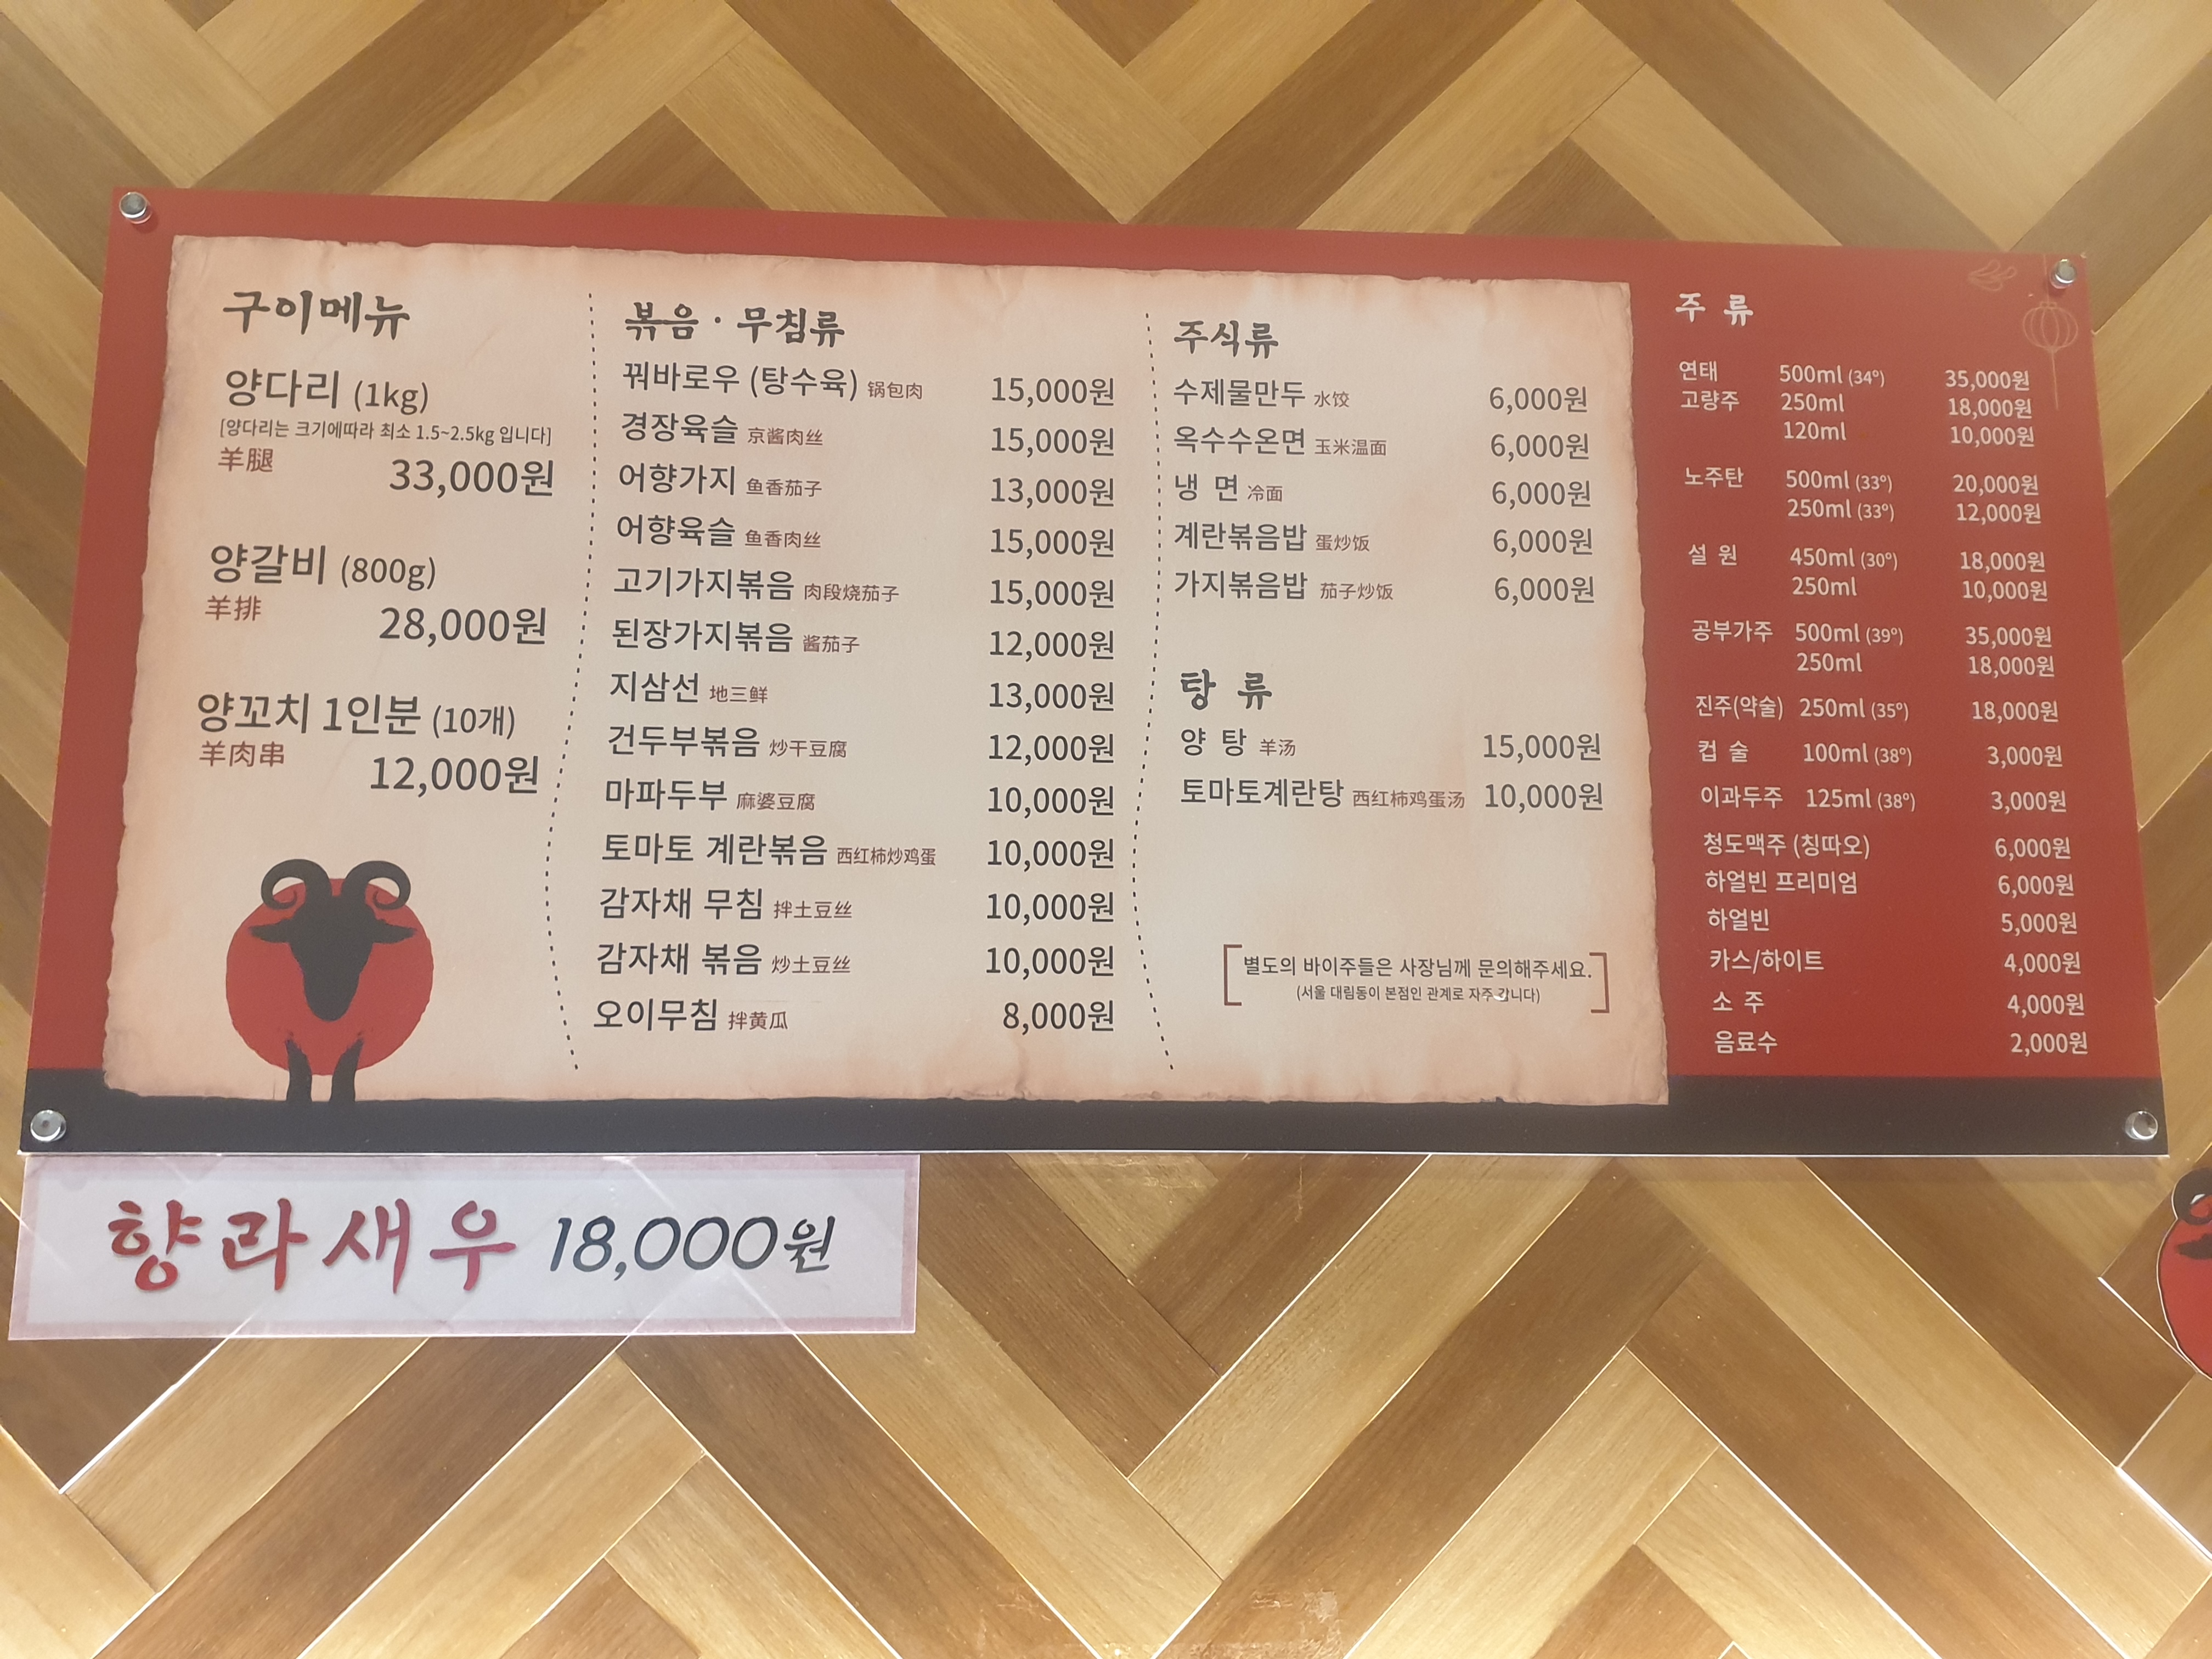 구이메뉴
양다리 (1kg)
[양다리는 크기에따라 최소 1.5~2.5kg 입니다]
羊腿
33,000원
양갈비 (800g)
羊排
28,000원
양꼬치 1인분 (10개)
羊肉串
12,000원
볶음·무침류
꿔바로우 (탕수육) 锅包肉 15,000원
경장육슬 京酱肉丝 15,000원
어향가지 鱼香茄子 13,000원
어향육슬 鱼香肉丝 15,000원
고기가지볶음 肉段烧茄子 15,000원
된장가지볶음 酱茄子 12,000원
지삼선 地三鲜 13,000원
건두부볶음 炒干豆腐 12,000원
마파두부 麻婆豆腐 10,000원
토마토 계란볶음 西红柿炒鸡蛋 10,000원
감자채 무침 拌土豆丝 10,000원
감자채 볶음 炒土豆丝 10,000원
오이무침 拌黄瓜 8,000원
주식류
수제물만두 水饺 6,000원
옥수수온면 玉米温面 6,000원
냉 면 冷面 6,000원
계란볶음밥 蛋炒饭 6,000원
가지볶음밥 茄子炒饭 6,000원
탕 류
양 탕 羊汤 15,000원
토마토계란탕 西红柿鸡蛋汤 10,000원
별도의 바이주들은 사장님께 문의해주세요.
(서울 대림동이 본점인 관계로 자주 갑니다)
주 류
연태 500ml (34º) 35,000원
고량주 250ml 18,000원
120ml 10,000원
노주탄 500ml (33º) 20,000원
250ml (33º) 12,000원
설 원 450ml (30º) 18,000원
250ml 10,000원
공부가주 500ml (39º) 35,000원
250ml 18,000원
진주(약술) 250ml (35º) 18,000원
컵 술 100ml (38º) 3,000원
이과두주 125ml (38º) 3,000원
청도맥주 (칭따오) 6,000원
하얼빈 프리미엄 6,000원
하얼빈 5,000원
카스/하이트 4,000원
소 주 4,000원
음료수 2,000원
향라새우 18,000원